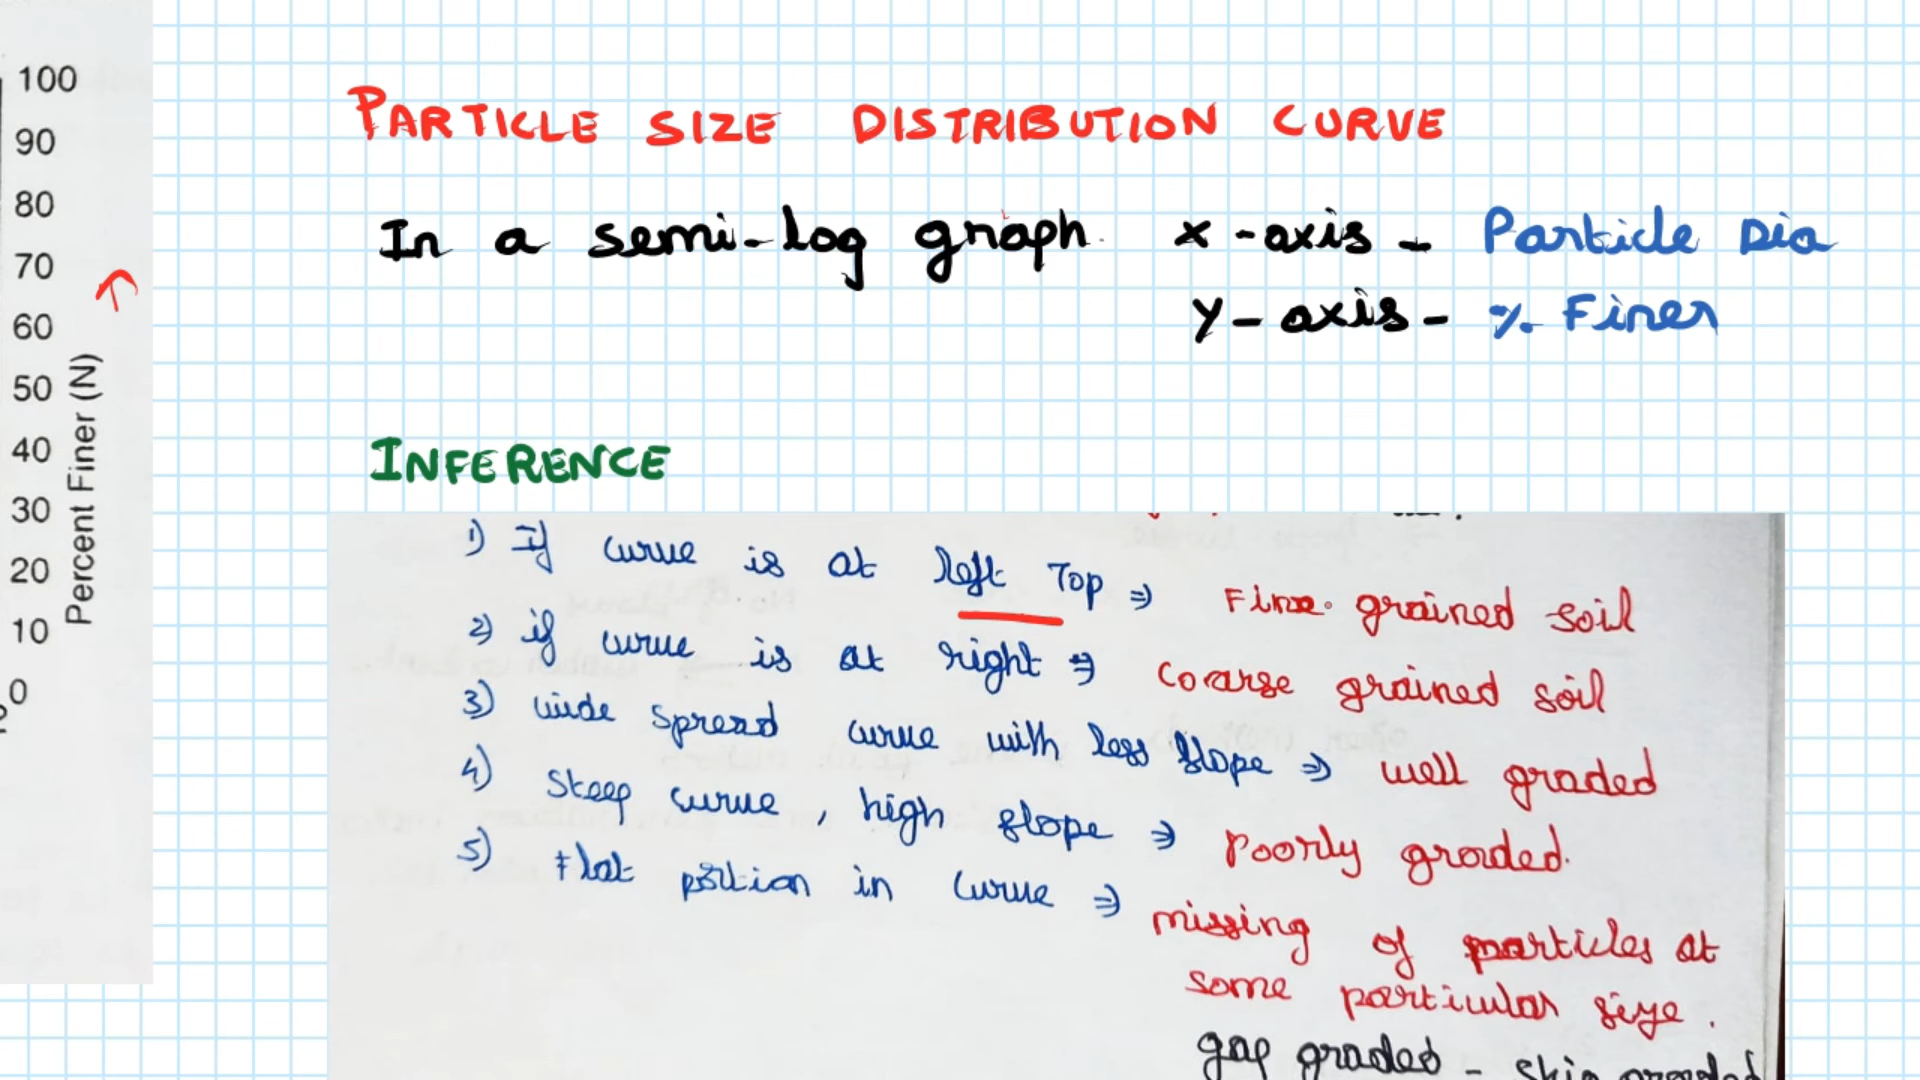 100
90
80
70
60
50
40
30
20
10
0
Percent Finer (N)
PARTICLE SIZE DISTRIBUTION CURVE
In a semi-log graph x-axis - Particle Dia
y-axis - % Finer
INFERENCE
1) If curve is at left Top ⇒ Fine grained soil
2) if curve is at right ⇒ coarse grained soil
3) wide spread curve with less slope ⇒ well graded
4) Steep curve, high slope ⇒ Poorly graded.
5) Flat portion in curve ⇒ missing of particles at
some particular size.
gap graded - skip graded